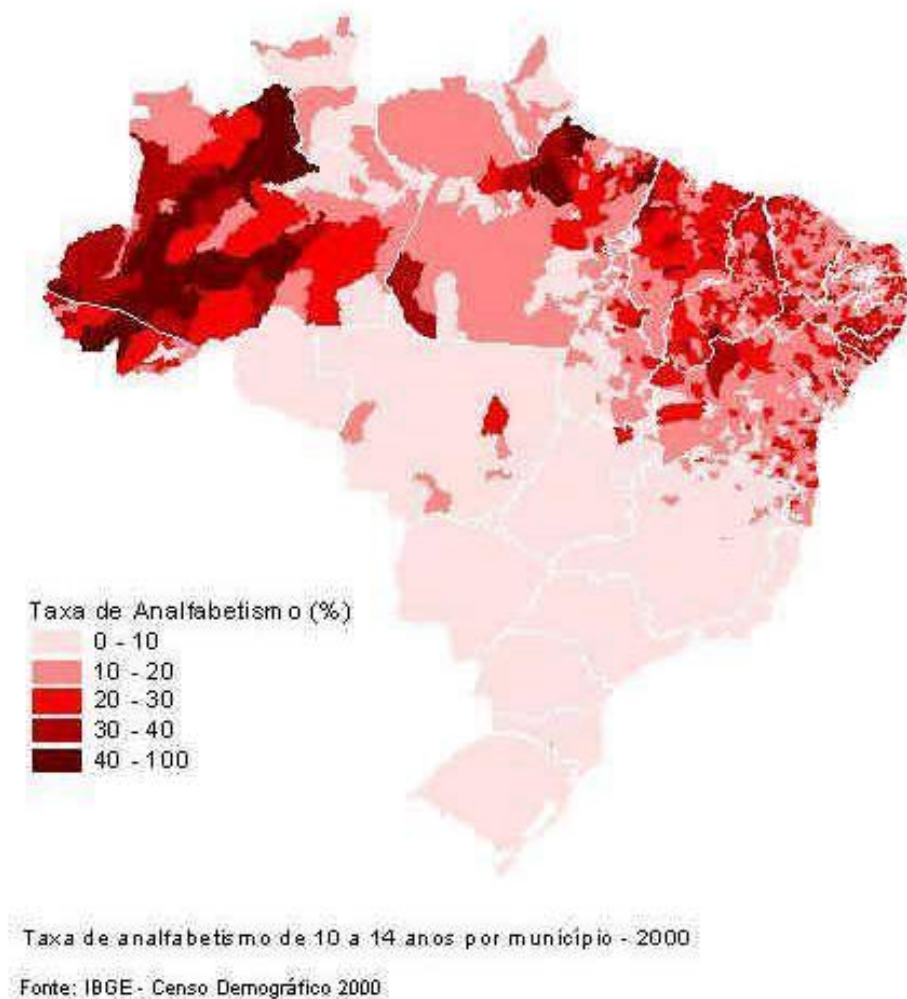 Taxa de Analfabetismo (%)
0 - 10
10 - 20
20 - 30
30 - 40
40 - 100
Taxa de analfabetismo de 10 a 14 anos por município - 2000
Fonte: IBGE - Censo Demográfico 2000